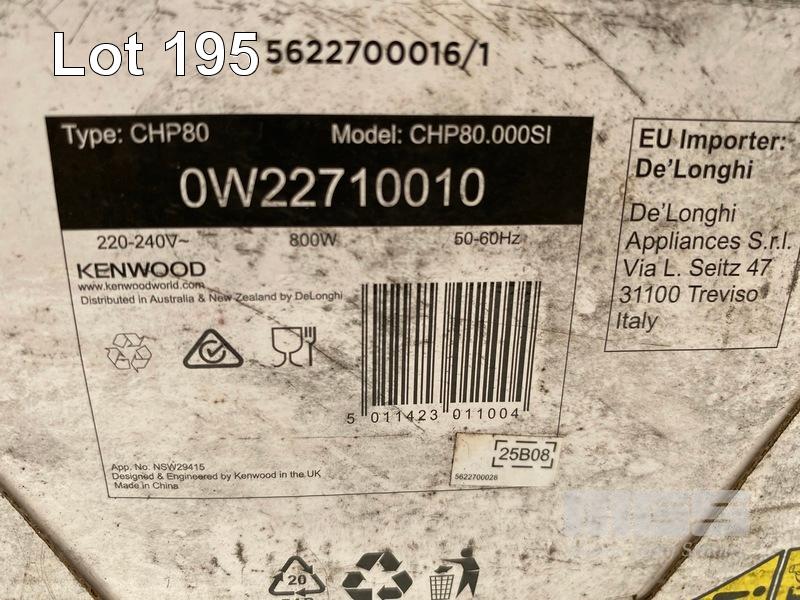 Lot 195
5622700016/1
Type: CHP80 Model: CHP80.000SI
0W22710010
220-240V~ 800W 50-60Hz
KENWOOD
www.kenwoodworld.com
Distributed in Australia & New Zealand by DeLonghi
5 011423 011004
25B08
5622700028
App. No. NSW29415
Designed & Engineered by Kenwood in the UK
Made in China
EU Importer:
De'Longhi
De'Longhi
Appliances S.r.l.
Via L. Seitz 47
31100 Treviso
Italy
20